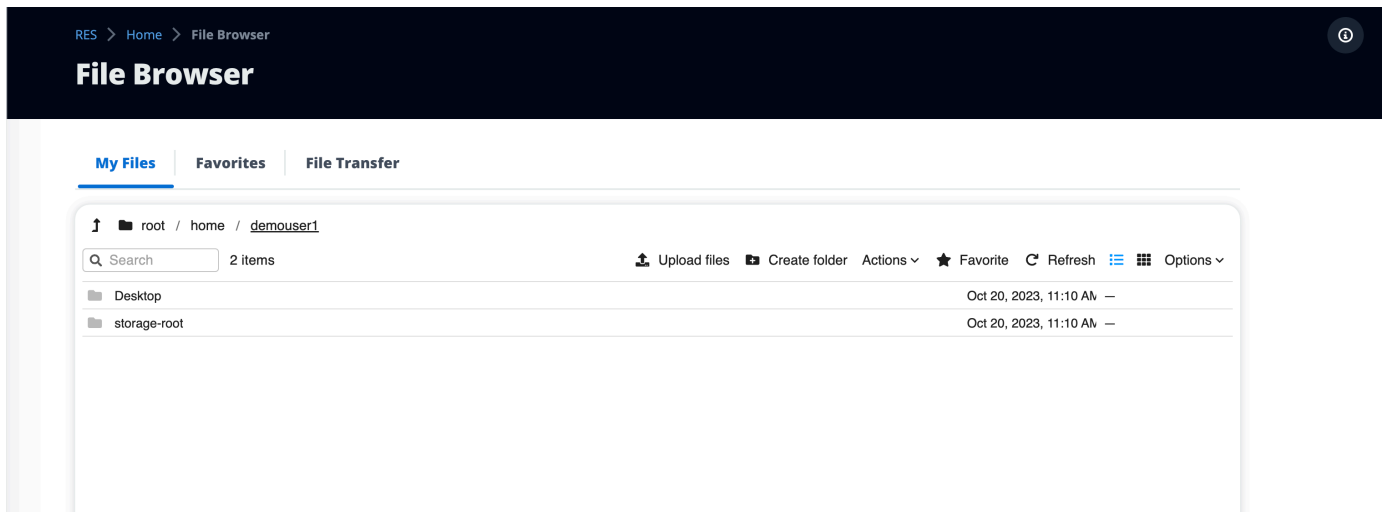 RES > Home > File Browser
File Browser
My Files Favorites File Transfer
root / home / demouser1
Search 2 items Upload files Create folder Actions Favorite Refresh Options
Desktop Oct 20, 2023, 11:10 AM —
storage-root Oct 20, 2023, 11:10 AM —